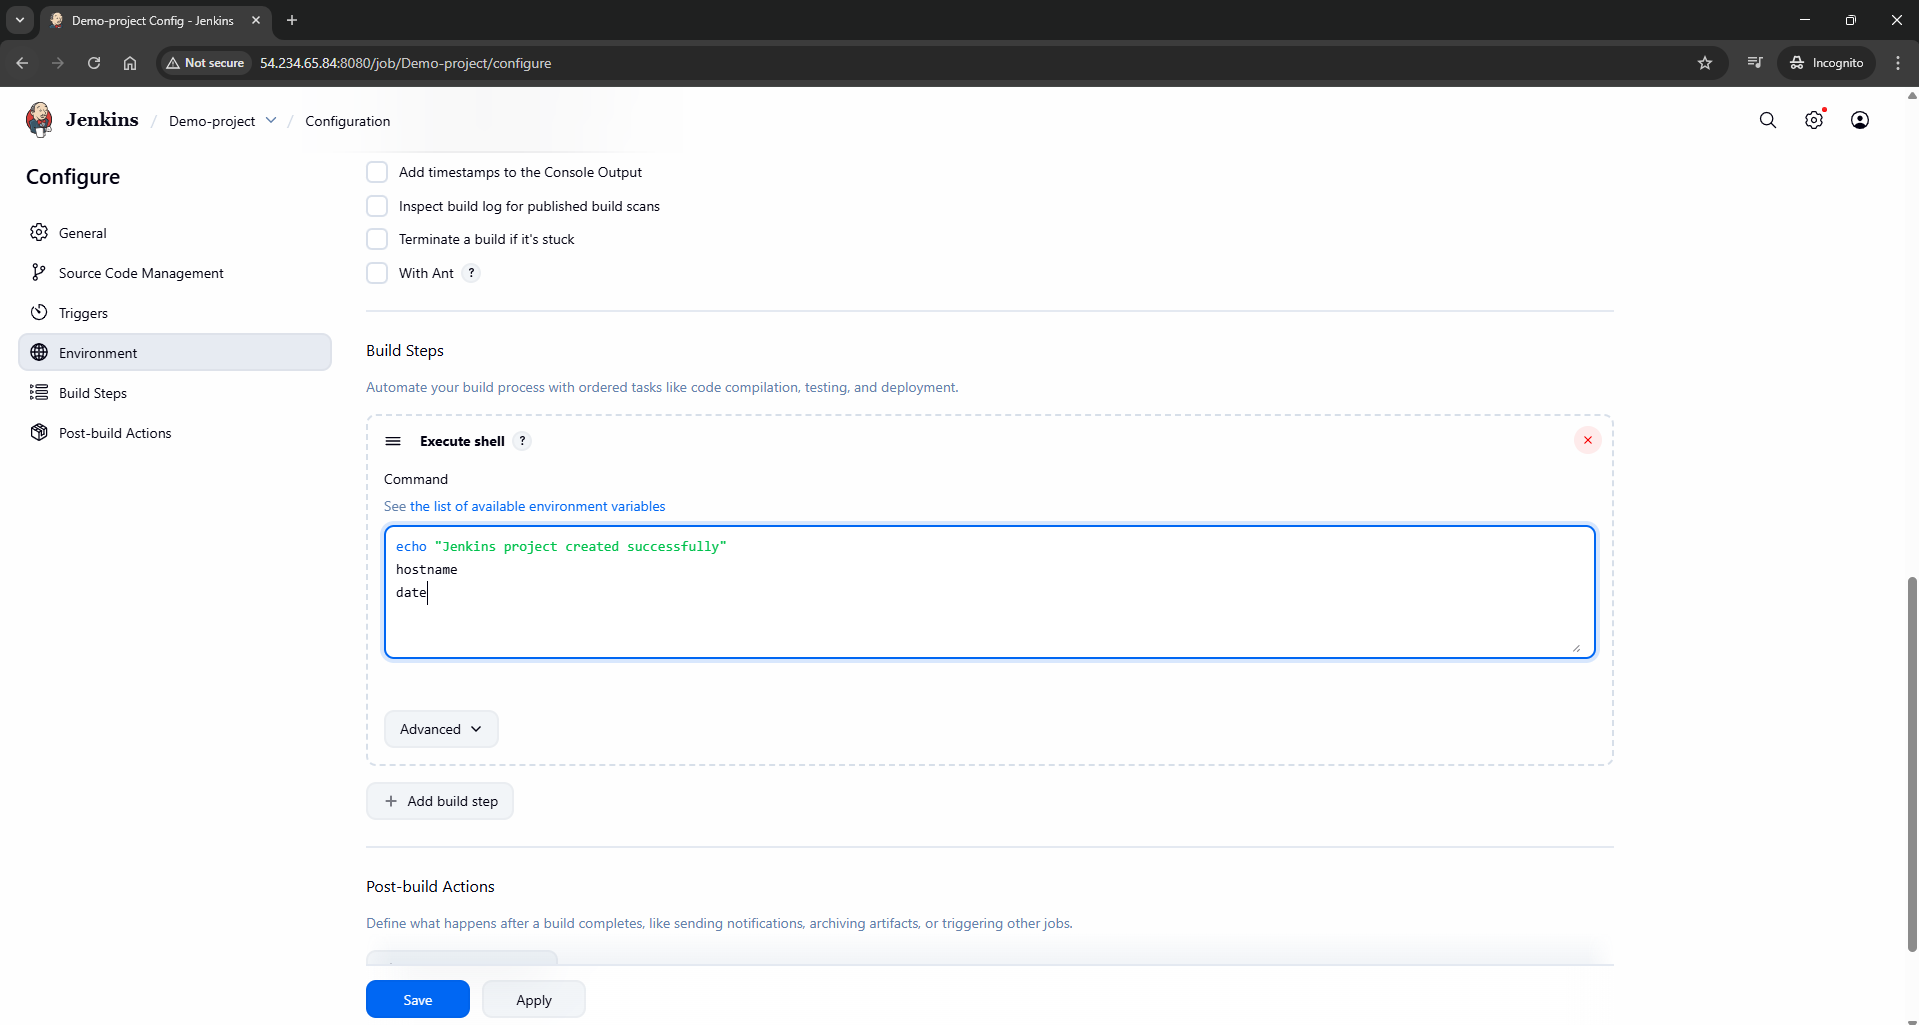 Demo-project Config - Jenkins
Not secure
54.234.65.84:8080/job/Demo-project/configure
Incognito
Jenkins / Demo-project / Configuration
Configure
General
Source Code Management
Triggers
Environment
Build Steps
Post-build Actions
Add timestamps to the Console Output
Inspect build log for published build scans
Terminate a build if it's stuck
With Ant ?
Build Steps
Automate your build process with ordered tasks like code compilation, testing, and deployment.
Execute shell ?
Command
See the list of available environment variables
echo "Jenkins project created successfully"
hostname
date
Advanced
Add build step
Post-build Actions
Define what happens after a build completes, like sending notifications, archiving artifacts, or triggering other jobs.
Save
Apply